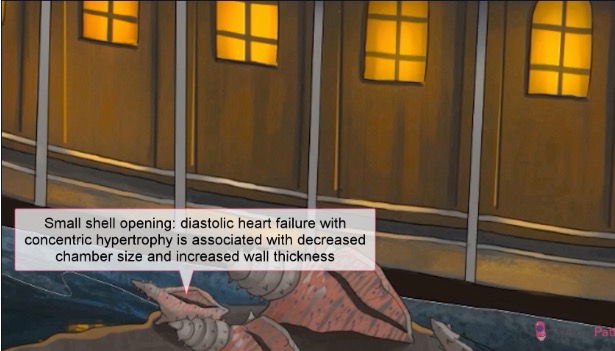 Small shell opening: diastolic heart failure with
concentric hypertrophy is associated with decreased
chamber size and increased wall thickness